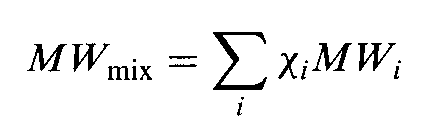 MW_mix = ∑_i χ_i MW_i